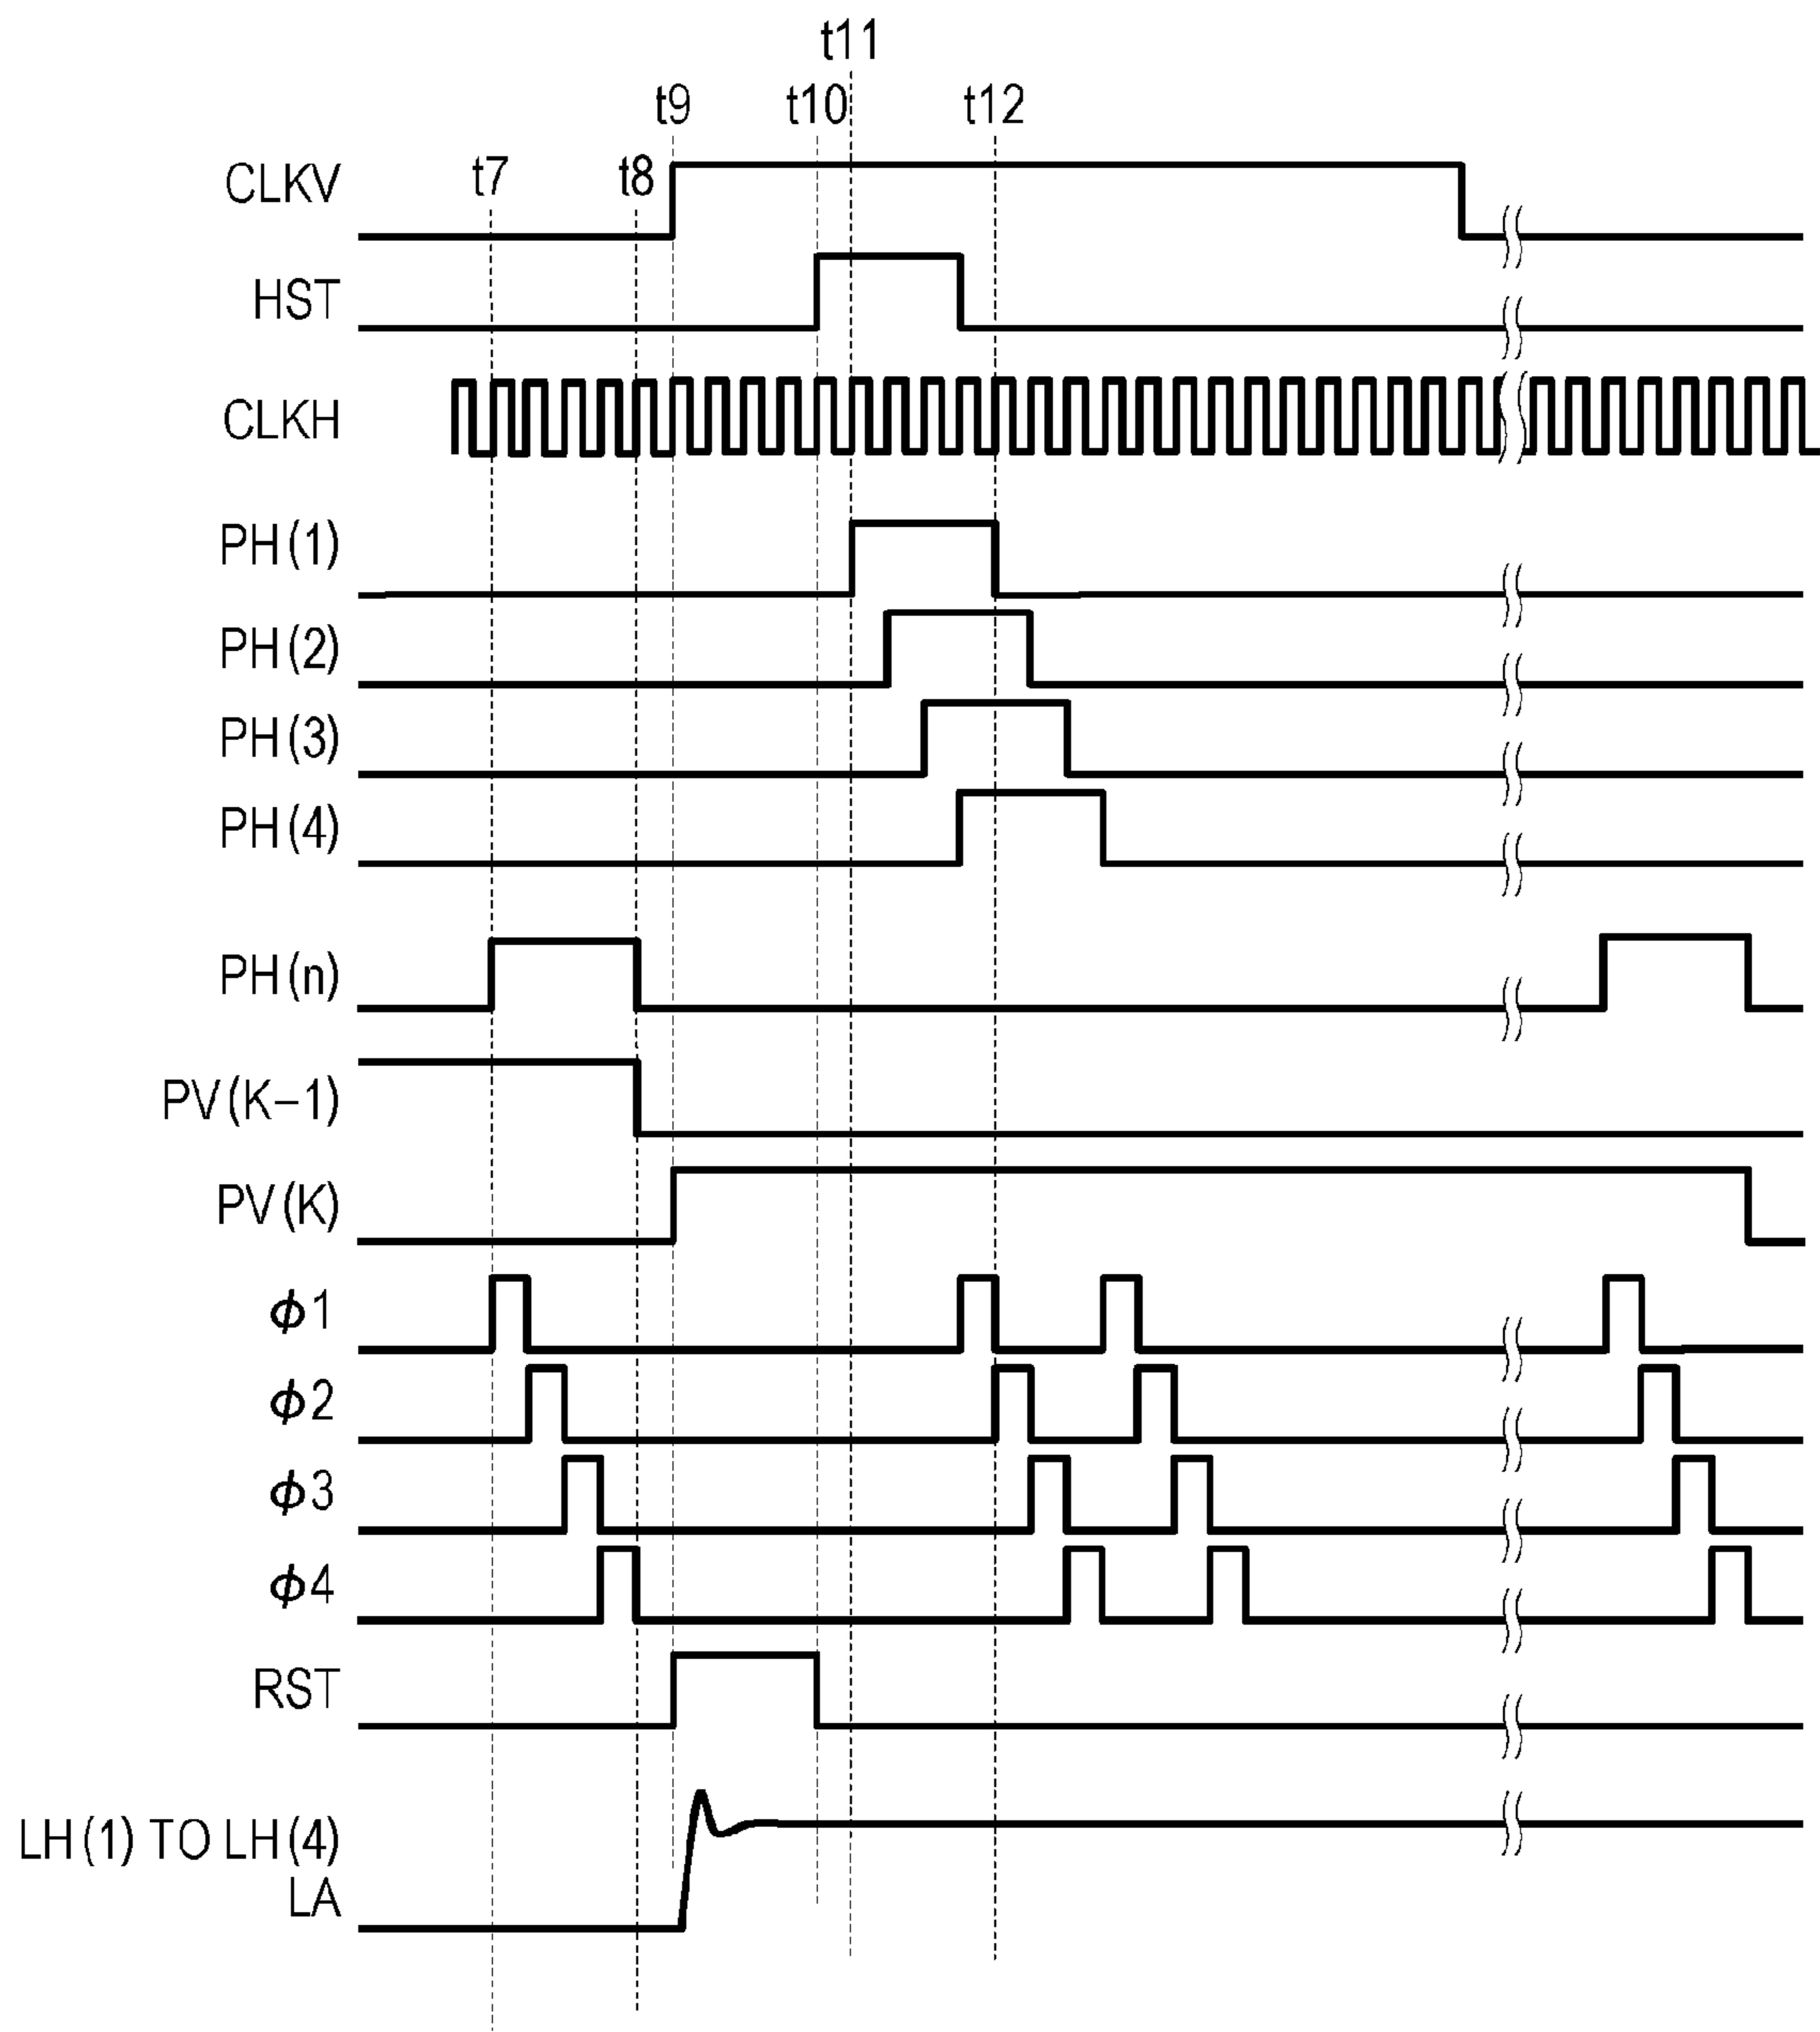 t11
t9 t10 t12
CLKV t7 t8
HST
CLKH
PH(1)
PH(2)
PH(3)
PH(4)
PH(n)
PV(K−1)
PV(K)
ϕ1
ϕ2
ϕ3
ϕ4
RST
LH(1) TO LH(4)
LA